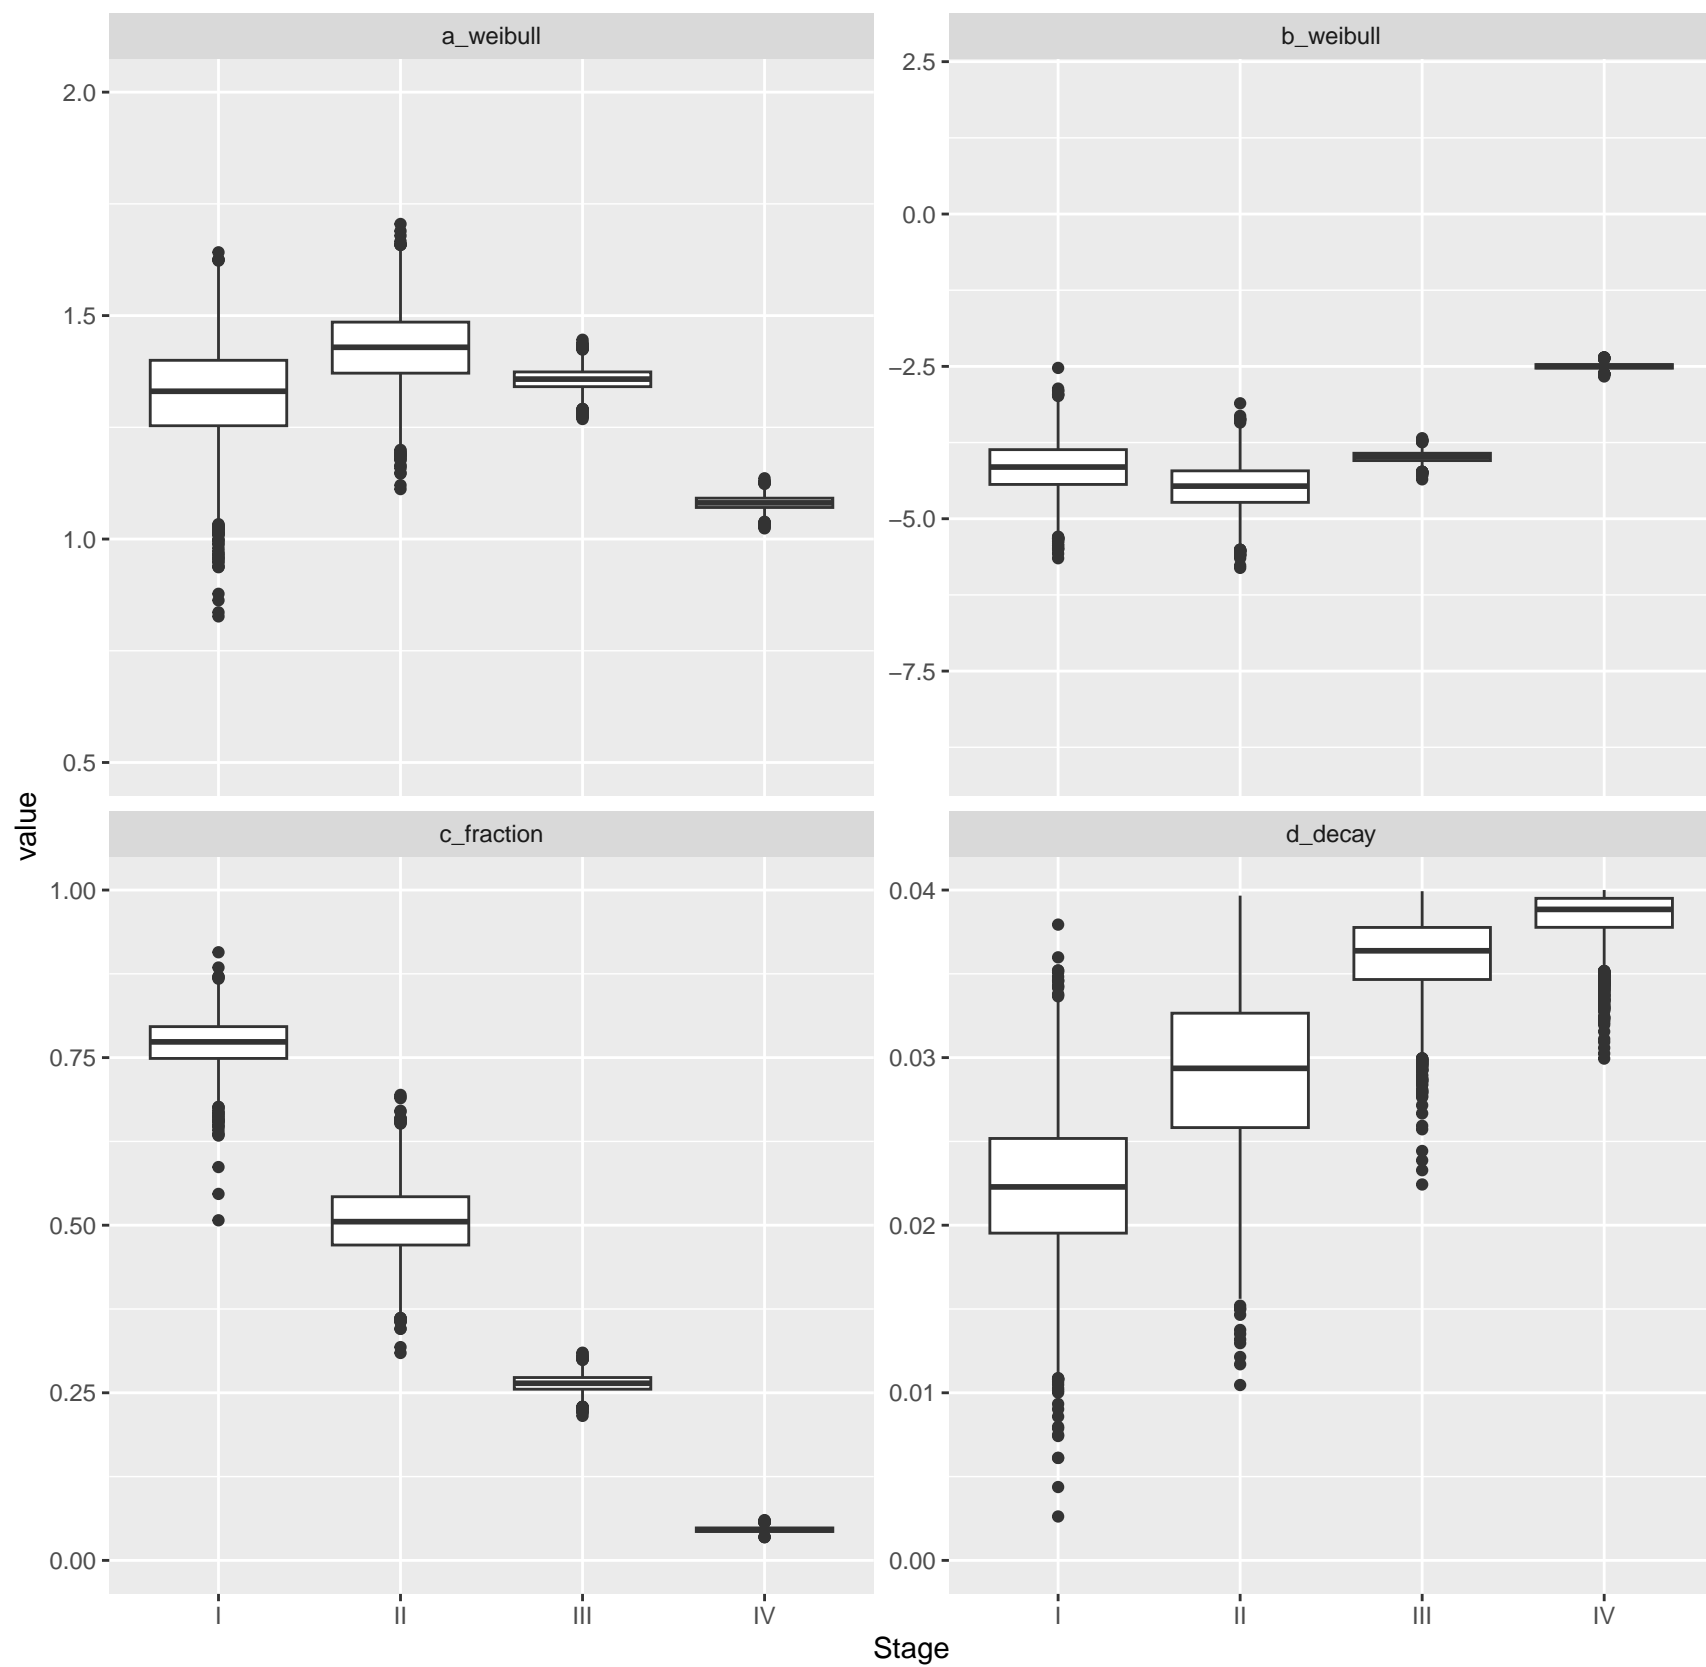 a_weibull
b_weibull
2.0
1.5
1.0
0.5
2.5
0.0
−2.5
−5.0
−7.5
value
c_fraction
d_decay
1.00
0.75
0.50
0.25
0.00
0.04
0.03
0.02
0.01
0.00
I II III IV
I II III IV
Stage